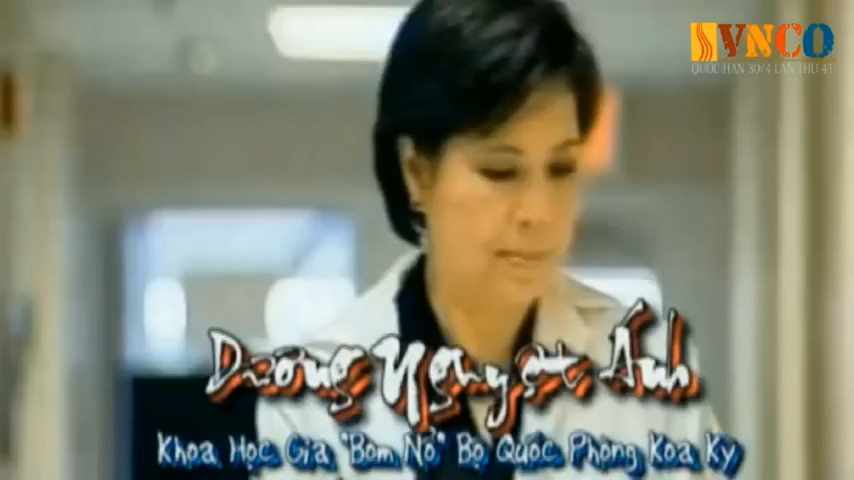 VNCO
QUỐC HẬN 30/4 LẦN THỨ 41
Dương Nguyệt Ánh
Khoa Học Gia "Bom Nổ" Bộ Quốc Phòng Koa Kỳ